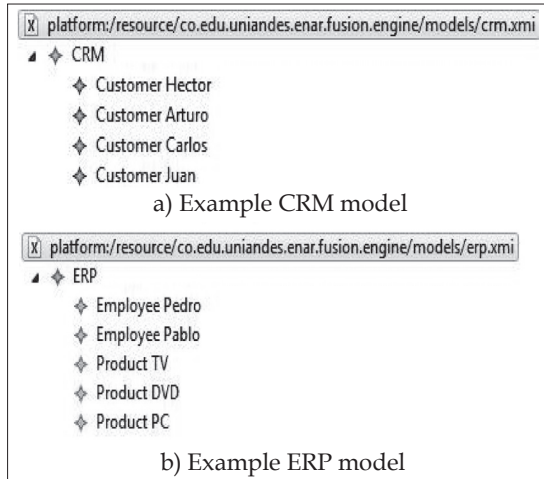 platform:/resource/co.edu.uniandes.enar.fusion.engine/models/crm.xmi
CRM
Customer Hector
Customer Arturo
Customer Carlos
Customer Juan
a) Example CRM model
platform:/resource/co.edu.uniandes.enar.fusion.engine/models/erp.xmi
ERP
Employee Pedro
Employee Pablo
Product TV
Product DVD
Product PC
b) Example ERP model